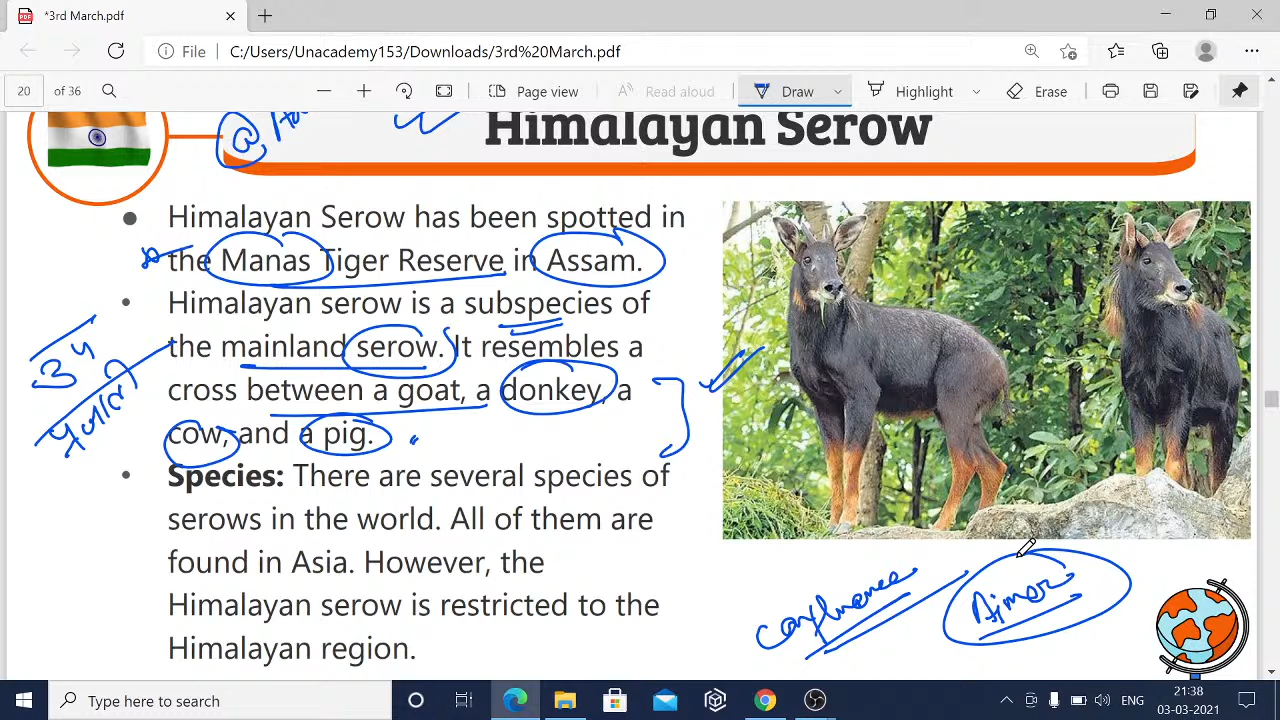 *3rd March.pdf
File C:/Users/Unacademy153/Downloads/3rd%20March.pdf
20 of 36 Page view Read aloud Draw Highlight Erase
@
Himalayan Serow
● Himalayan Serow has been spotted in
the Manas Tiger Reserve in Assam.
• Himalayan serow is a subspecies of
the mainland serow. It resembles a
cross between a goat, a donkey, a
cow, and a pig.
• Species: There are several species of
serows in the world. All of them are
found in Asia. However, the
Himalayan serow is restricted to the
Himalayan region.
confluence Ajmer
Type here to search
ENG
21:38
03-03-2021